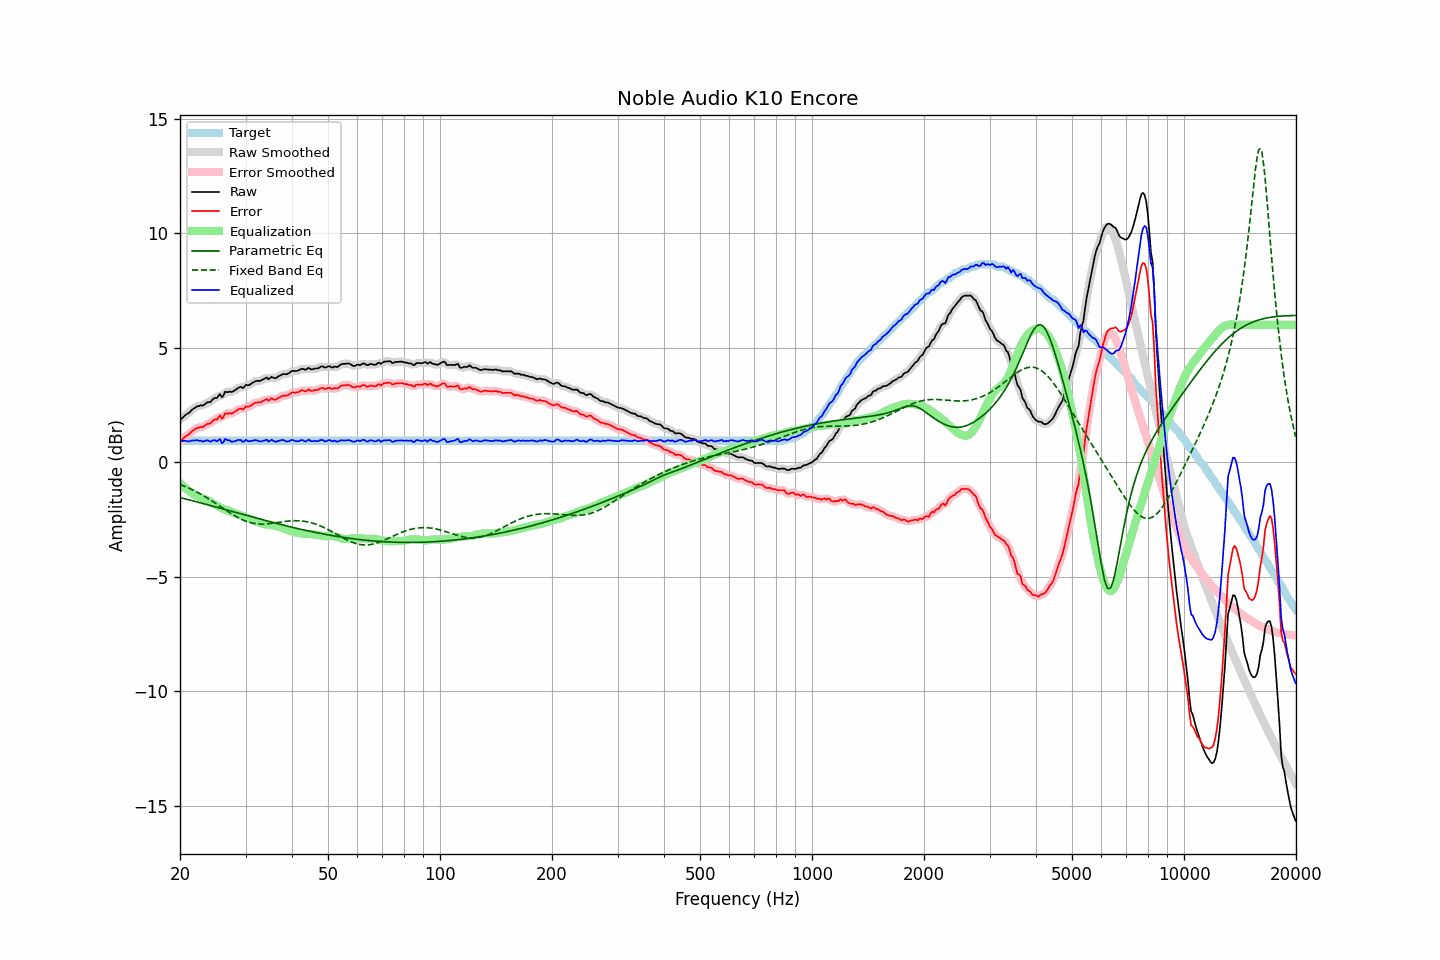 Noble Audio K10 Encore
Target
Raw Smoothed
Error Smoothed
Raw
Error
Equalization
Parametric Eq
Fixed Band Eq
Equalized
Amplitude (dBr)
15
10
5
0
−5
−10
−15
20 50 100 200 500 1000 2000 5000 10000 20000
Frequency (Hz)